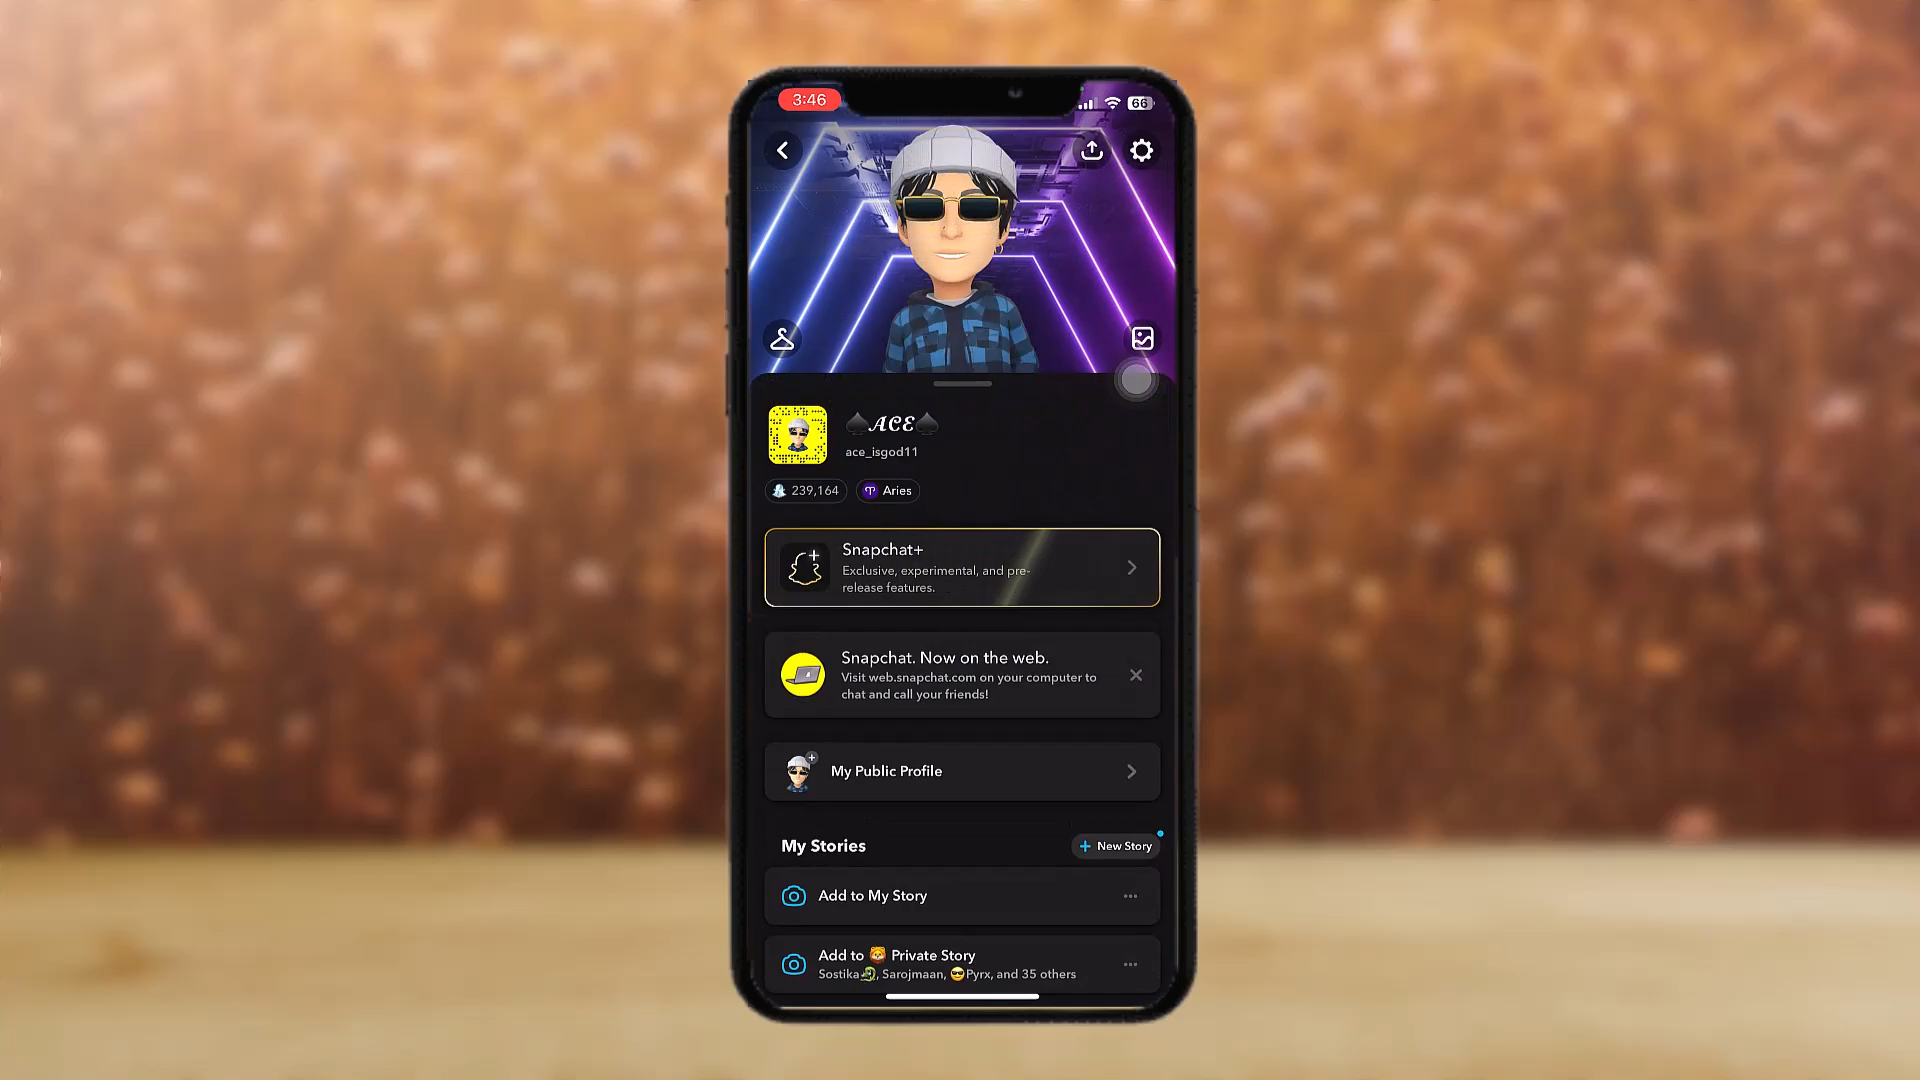 3:46
66
♠𝓐𝓒𝓔♠
ace_isgod11
239,164
Aries
Snapchat+
Exclusive, experimental, and pre-
release features.
Snapchat. Now on the web.
Visit web.snapchat.com on your computer to
chat and call your friends!
My Public Profile
My Stories
+ New Story
Add to My Story
Add to 🦁 Private Story
Sostika🐉, Sarojmaan, 😎Pyrx, and 35 others